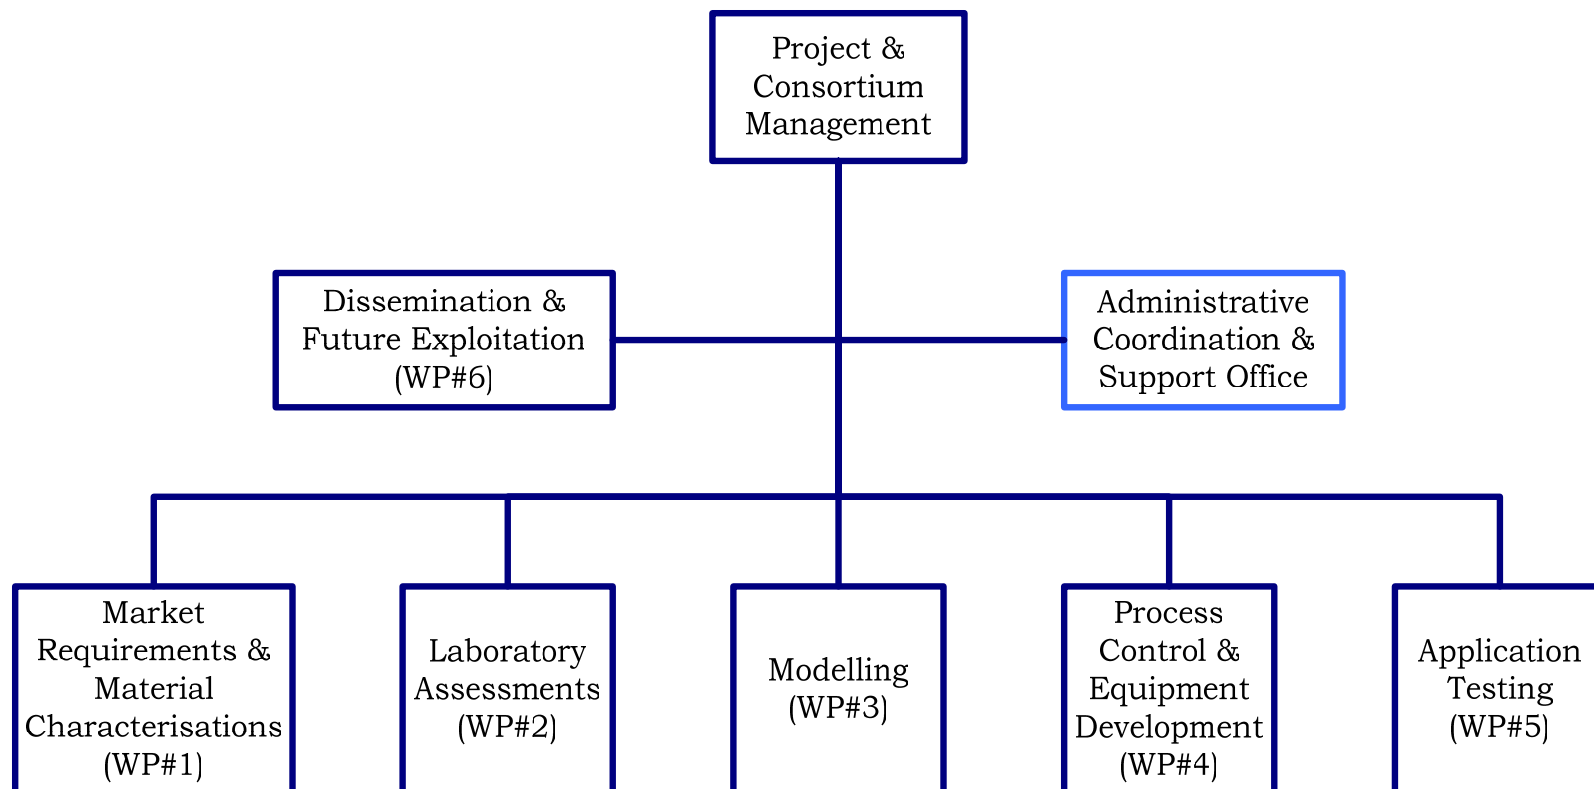 Project &
Consortium
Management
Dissemination &
Future Exploitation
(WP#6)
Administrative
Coordination &
Support Office
Market
Requirements &
Material
Characterisations
(WP#1)
Laboratory
Assessments
(WP#2)
Modelling
(WP#3)
Process
Control &
Equipment
Development
(WP#4)
Application
Testing
(WP#5)